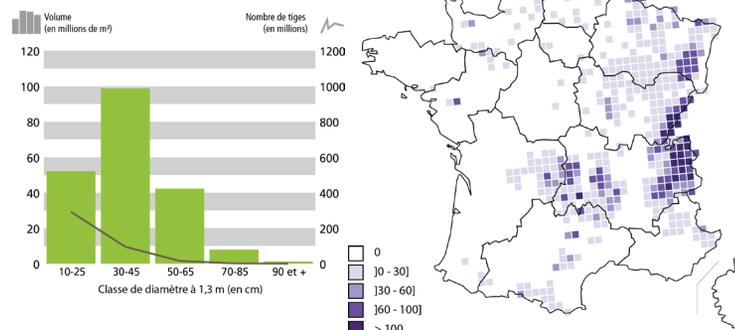 Volume
(en millions de m³)
Nombre de tiges
(en millions)
120
100
80
60
40
20
0
1200
1000
800
600
400
200
0
10-25 30-45 50-65 70-85 90 et +
Classe de diamètre à 1,3 m (en cm)
0
]0 - 30]
]30 - 60]
]60 - 100]
> 100